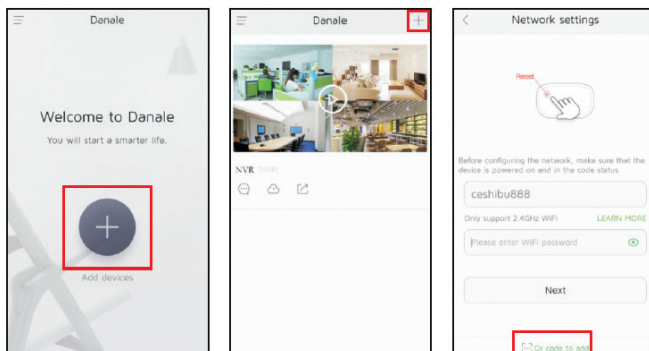 Danale
Welcome to Danale
You will start a smarter life.
Add devices
Danale
NVR (NVR)
Network settings
Reset
Before configuring the network, make sure that the
device is powered on and in the code status
ceshibu888
Only support 2.4GHz WiFi LEARN MORE
Please enter WiFi password
Next
Or code to add